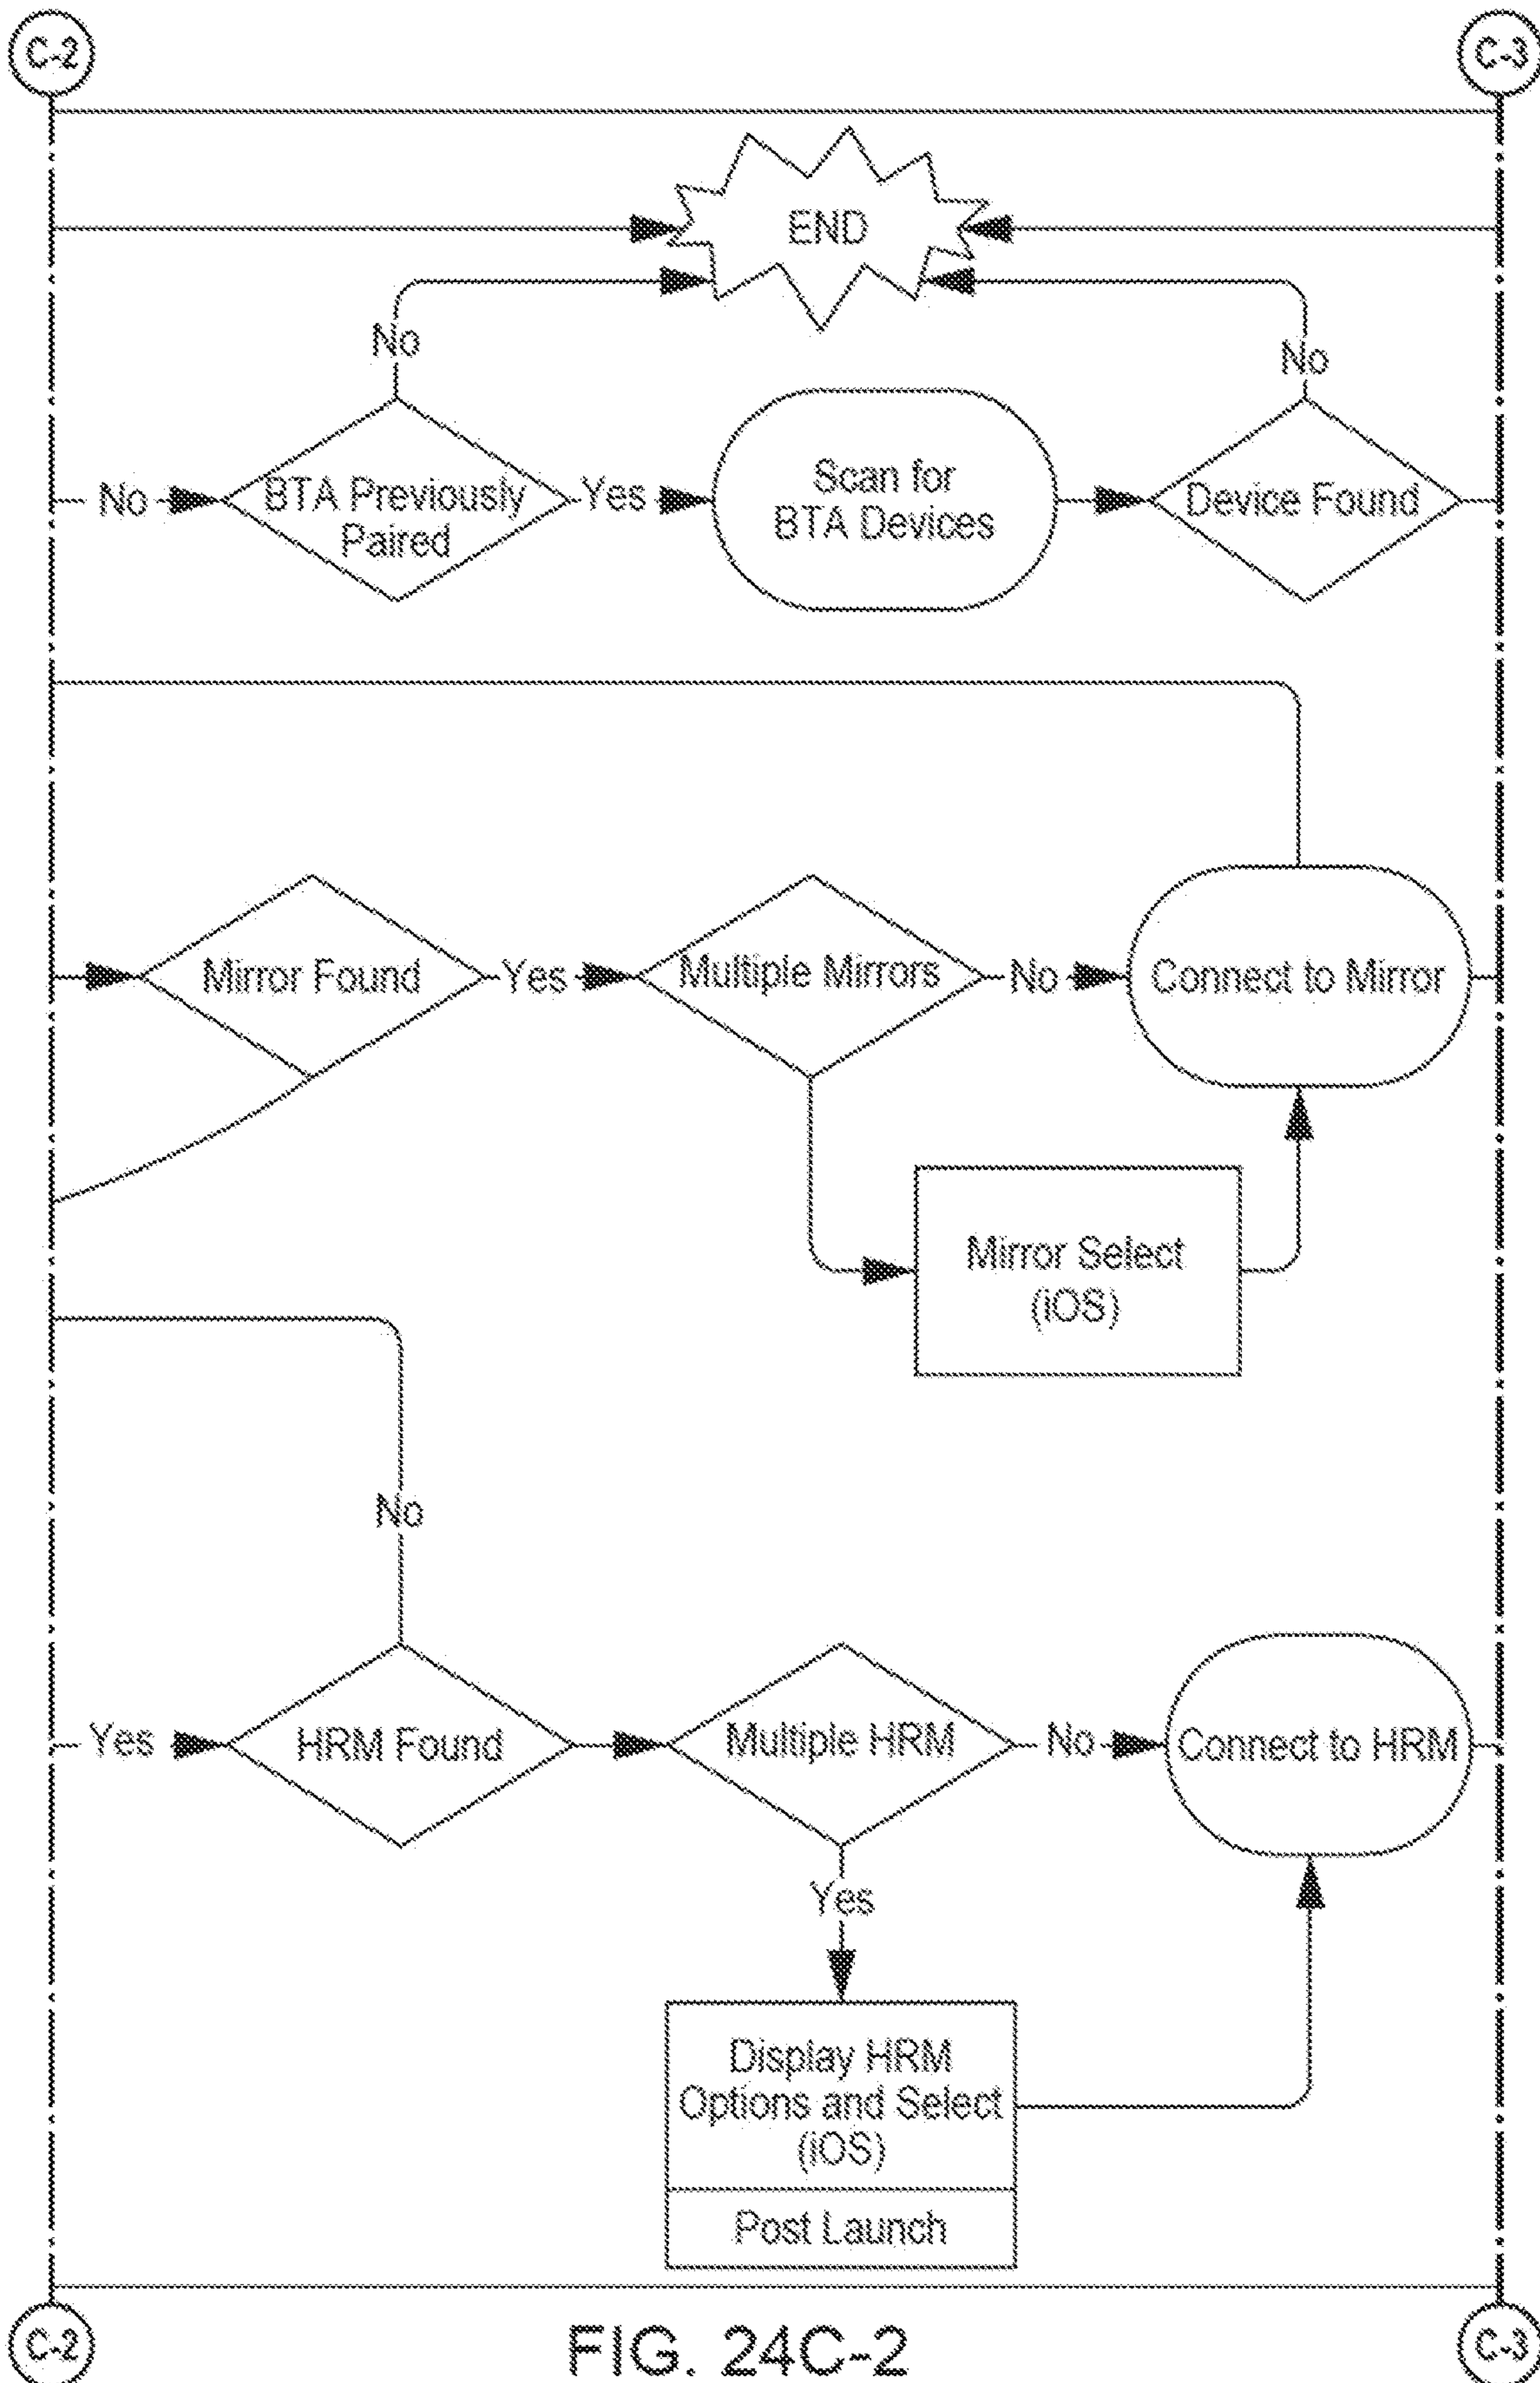 C-2
C-3
END
No
No
No
BTA Previously
Paired
Yes
Scan for
BTA Devices
Device Found
Mirror Found
Yes
Multiple Mirrors
No
Connect to Mirror
Mirror Select
(iOS)
No
Yes
HRM Found
Multiple HRM
No
Connect to HRM
Yes
Display HRM
Options and Select
(iOS)
Post Launch
C-2
FIG. 24C-2
C-3